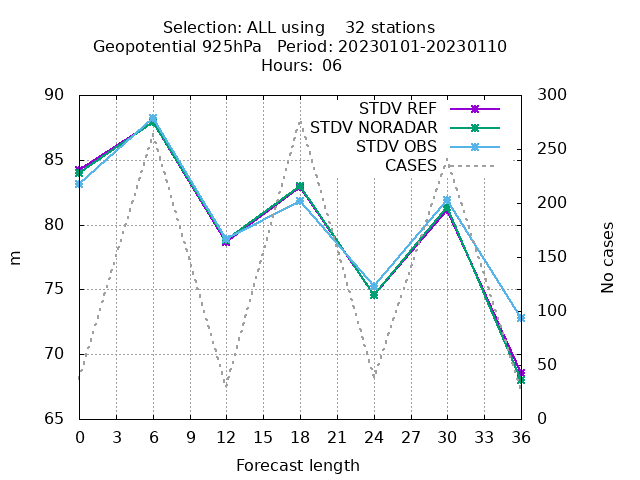 Selection: ALL using    32 stations
Geopotential 925hPa   Period: 20230101-20230110
Hours: 06
STDV REF
STDV NORADAR
STDV OBS
CASES
90
85
80
75
70
65
m
300
250
200
150
100
50
0
No cases
0 3 6 9 12 15 18 21 24 27 30 33 36
Forecast length